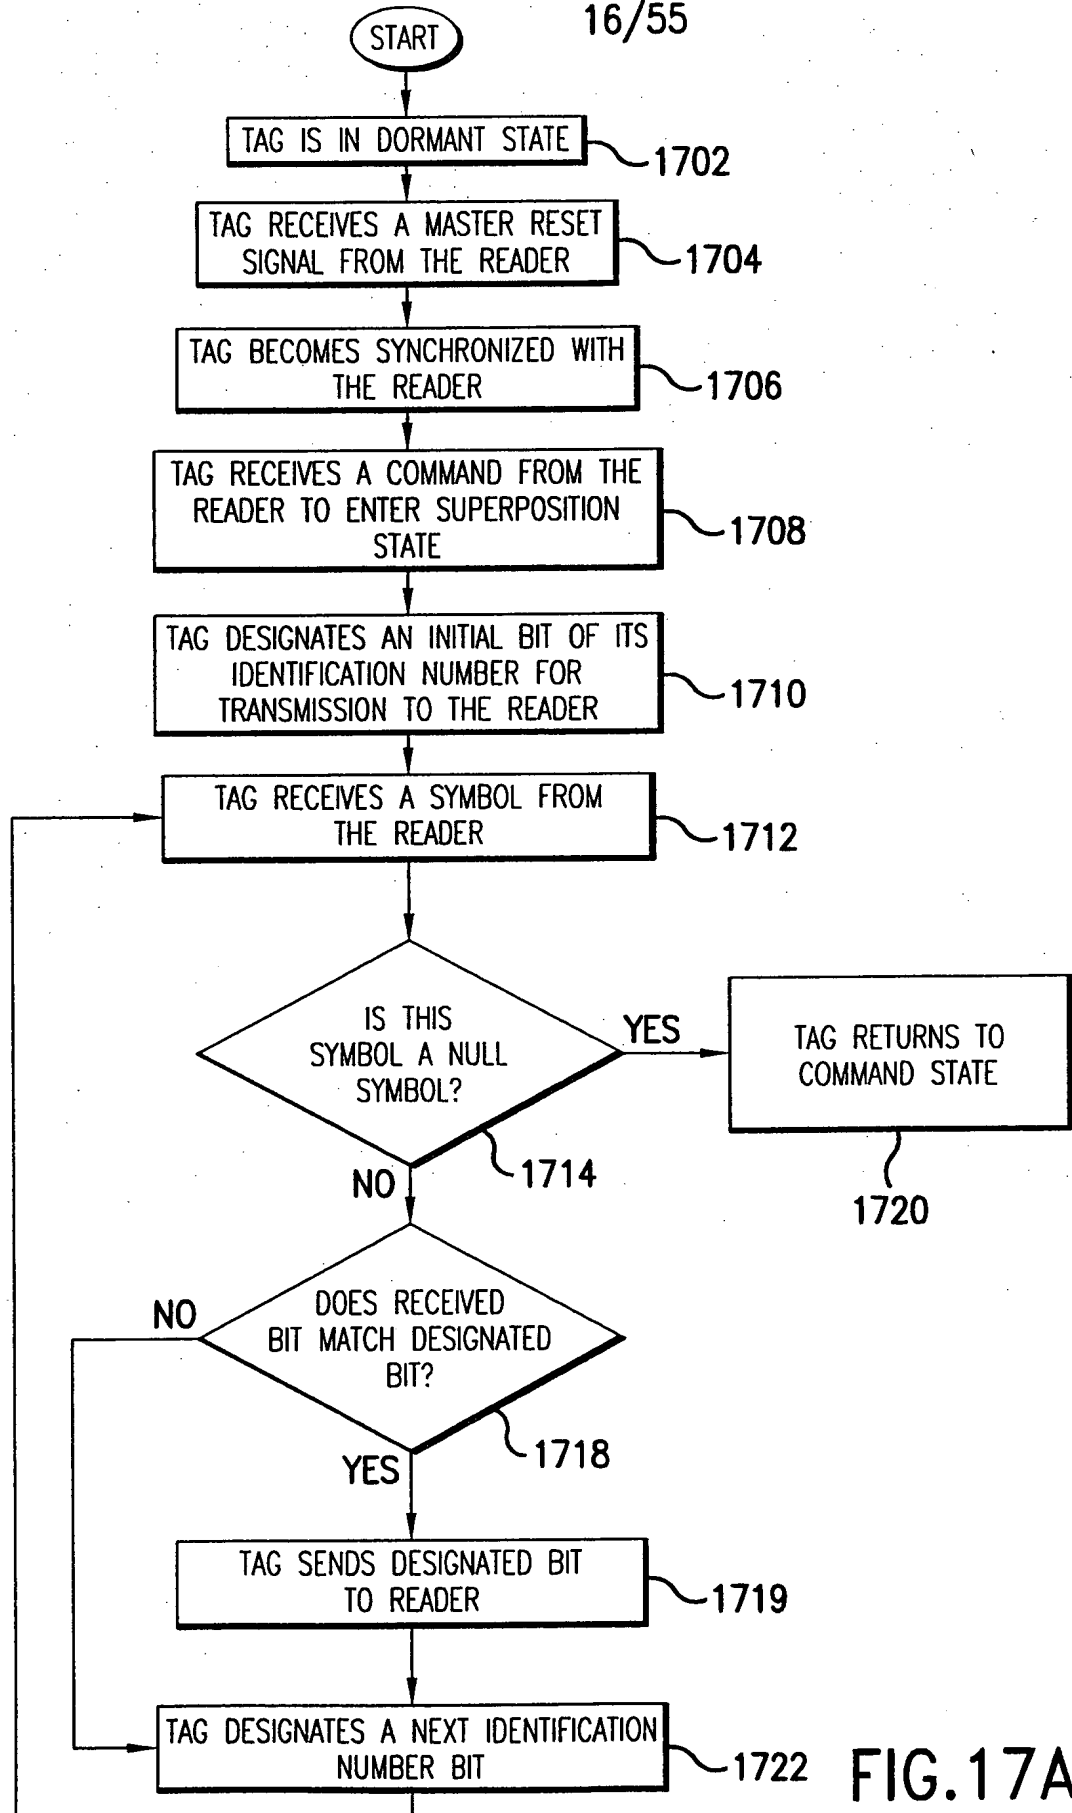 16/55
START
TAG IS IN DORMANT STATE
1702
TAG RECEIVES A MASTER RESET
SIGNAL FROM THE READER
1704
TAG BECOMES SYNCHRONIZED WITH
THE READER
1706
TAG RECEIVES A COMMAND FROM THE
READER TO ENTER SUPERPOSITION
STATE
1708
TAG DESIGNATES AN INITIAL BIT OF ITS
IDENTIFICATION NUMBER FOR
TRANSMISSION TO THE READER
1710
TAG RECEIVES A SYMBOL FROM
THE READER
1712
IS THIS
SYMBOL A NULL
SYMBOL?
1714
YES
TAG RETURNS TO
COMMAND STATE
1720
NO
DOES RECEIVED
BIT MATCH DESIGNATED
BIT?
1718
NO
YES
TAG SENDS DESIGNATED BIT
TO READER
1719
TAG DESIGNATES A NEXT IDENTIFICATION
NUMBER BIT
1722
FIG.17A